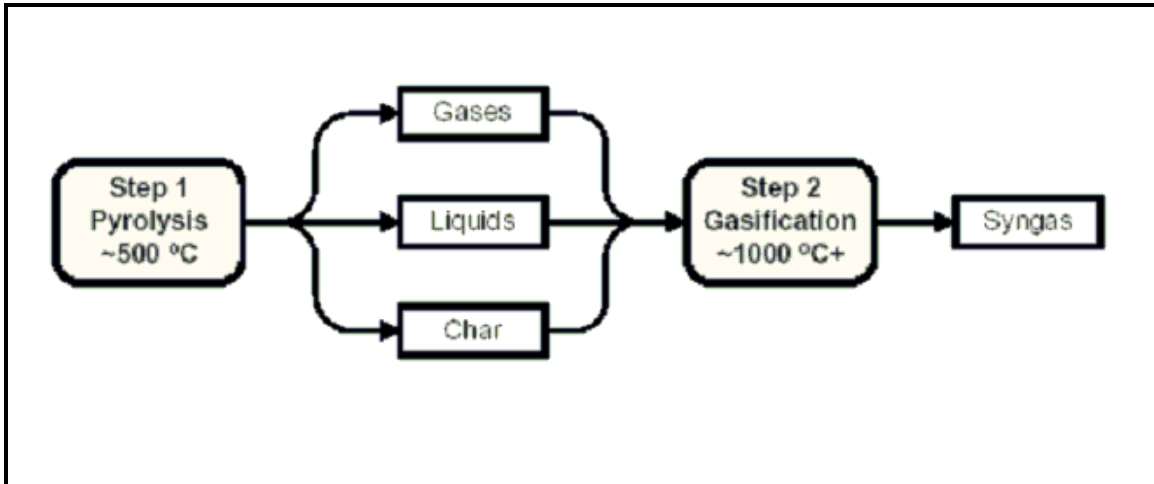 Step 1
Pyrolysis
~500 ºC
Gases
Liquids
Char
Step 2
Gasification
~1000 ºC+
Syngas